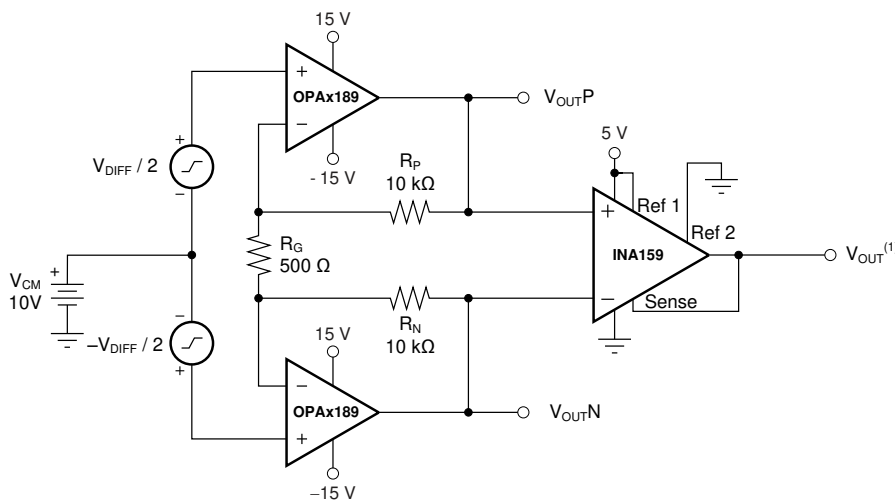 15 V
+
OPAx189
−
- 15 V
VOUTP
+
VDIFF / 2
−
RP
10 kΩ
5 V
Ref 1
+
Ref 2
INA159
VOUT(1
−
Sense
RG
500 Ω
VCM
+
10V
−
−VDIFF / 2
+
RN
10 kΩ
15 V
−
OPAx189
+
VOUTN
−15 V